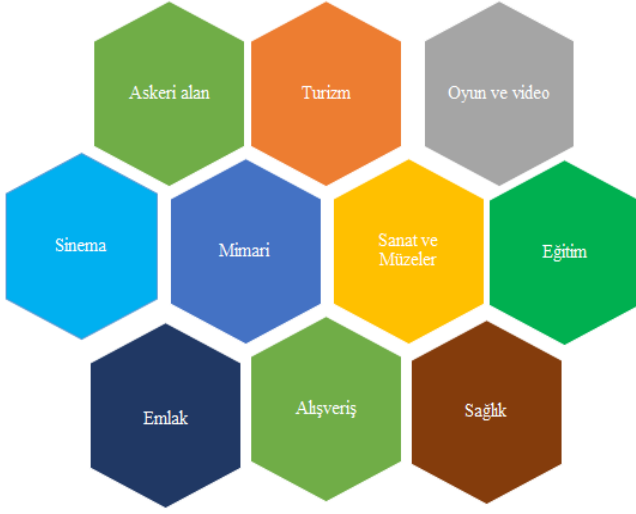 Askeri alan
Turizm
Oyun ve video
Sinema
Mimari
Sanat ve
Müzeler
Eğitim
Emlak
Alışveriş
Sağlık